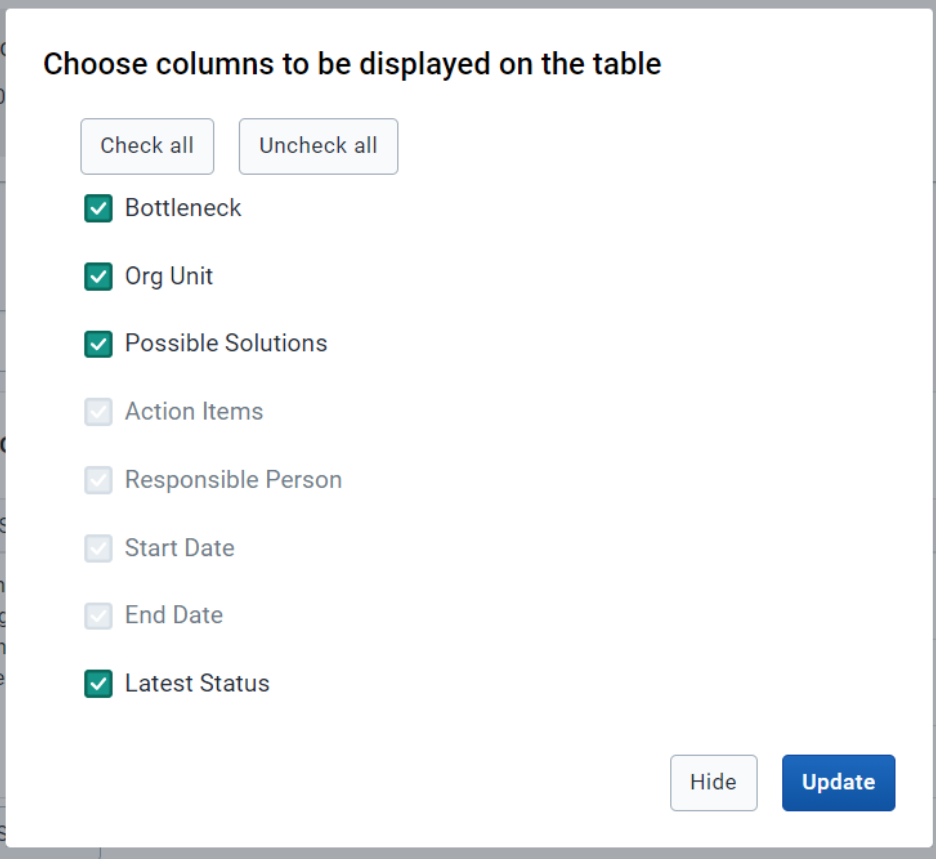 Choose columns to be displayed on the table
Check all
Uncheck all
Bottleneck
Org Unit
Possible Solutions
Action Items
Responsible Person
Start Date
End Date
Latest Status
Hide
Update